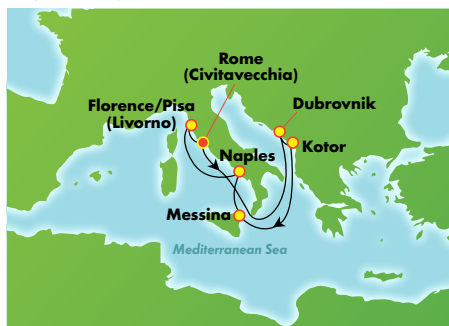 Rome
(Civitavecchia)
Florence/Pisa
(Livorno)
Dubrovnik
Kotor
Naples
Messina
Mediterranean Sea